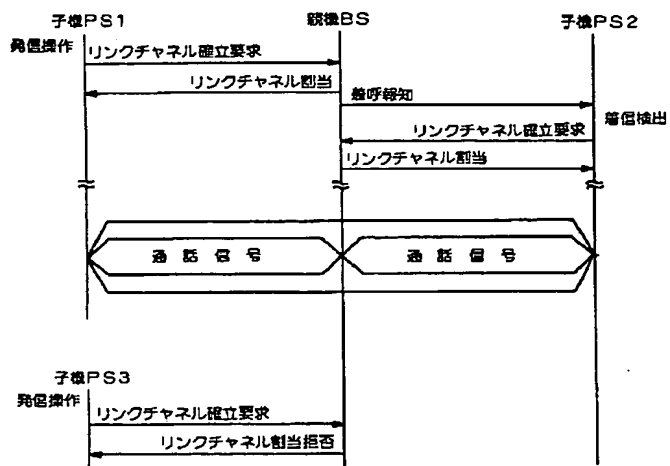 子機PS1
親機BS
子機PS2
発信操作
リンクチャネル確立要求
リンクチャネル割当
着呼報知
着信検出
リンクチャネル確立要求
リンクチャネル割当
通話信号
通話信号
子機PS3
発信操作
リンクチャネル確立要求
リンクチャネル割当拒否